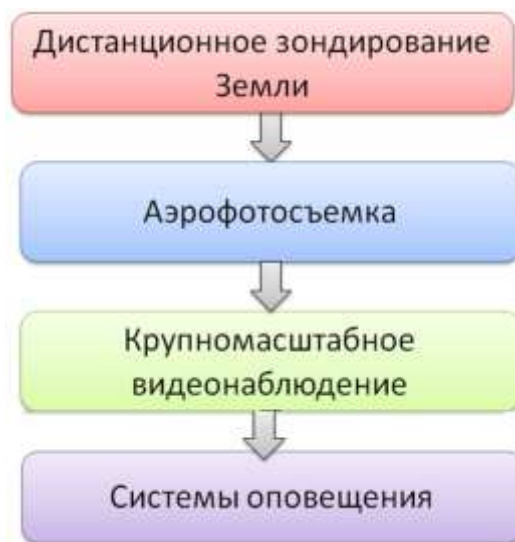 Дистанционное зондирование
Земли
Аэрофотосъемка
Крупномасштабное
видеонаблюдение
Системы оповещения